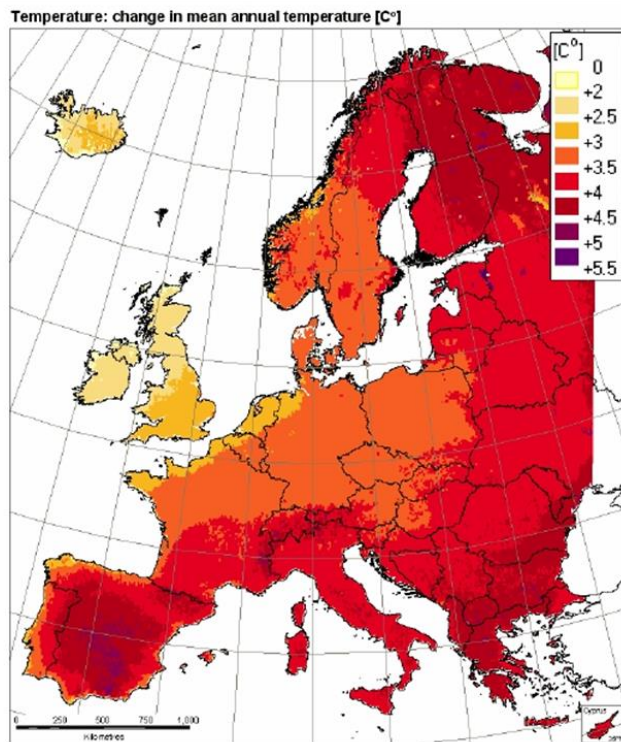 Temperature: change in mean annual temperature [C°]
[C°]
0
+2
+2.5
+3
+3.5
+4
+4.5
+5
+5.5
0 250 500 750 1,000
Kilometres
Cyprus